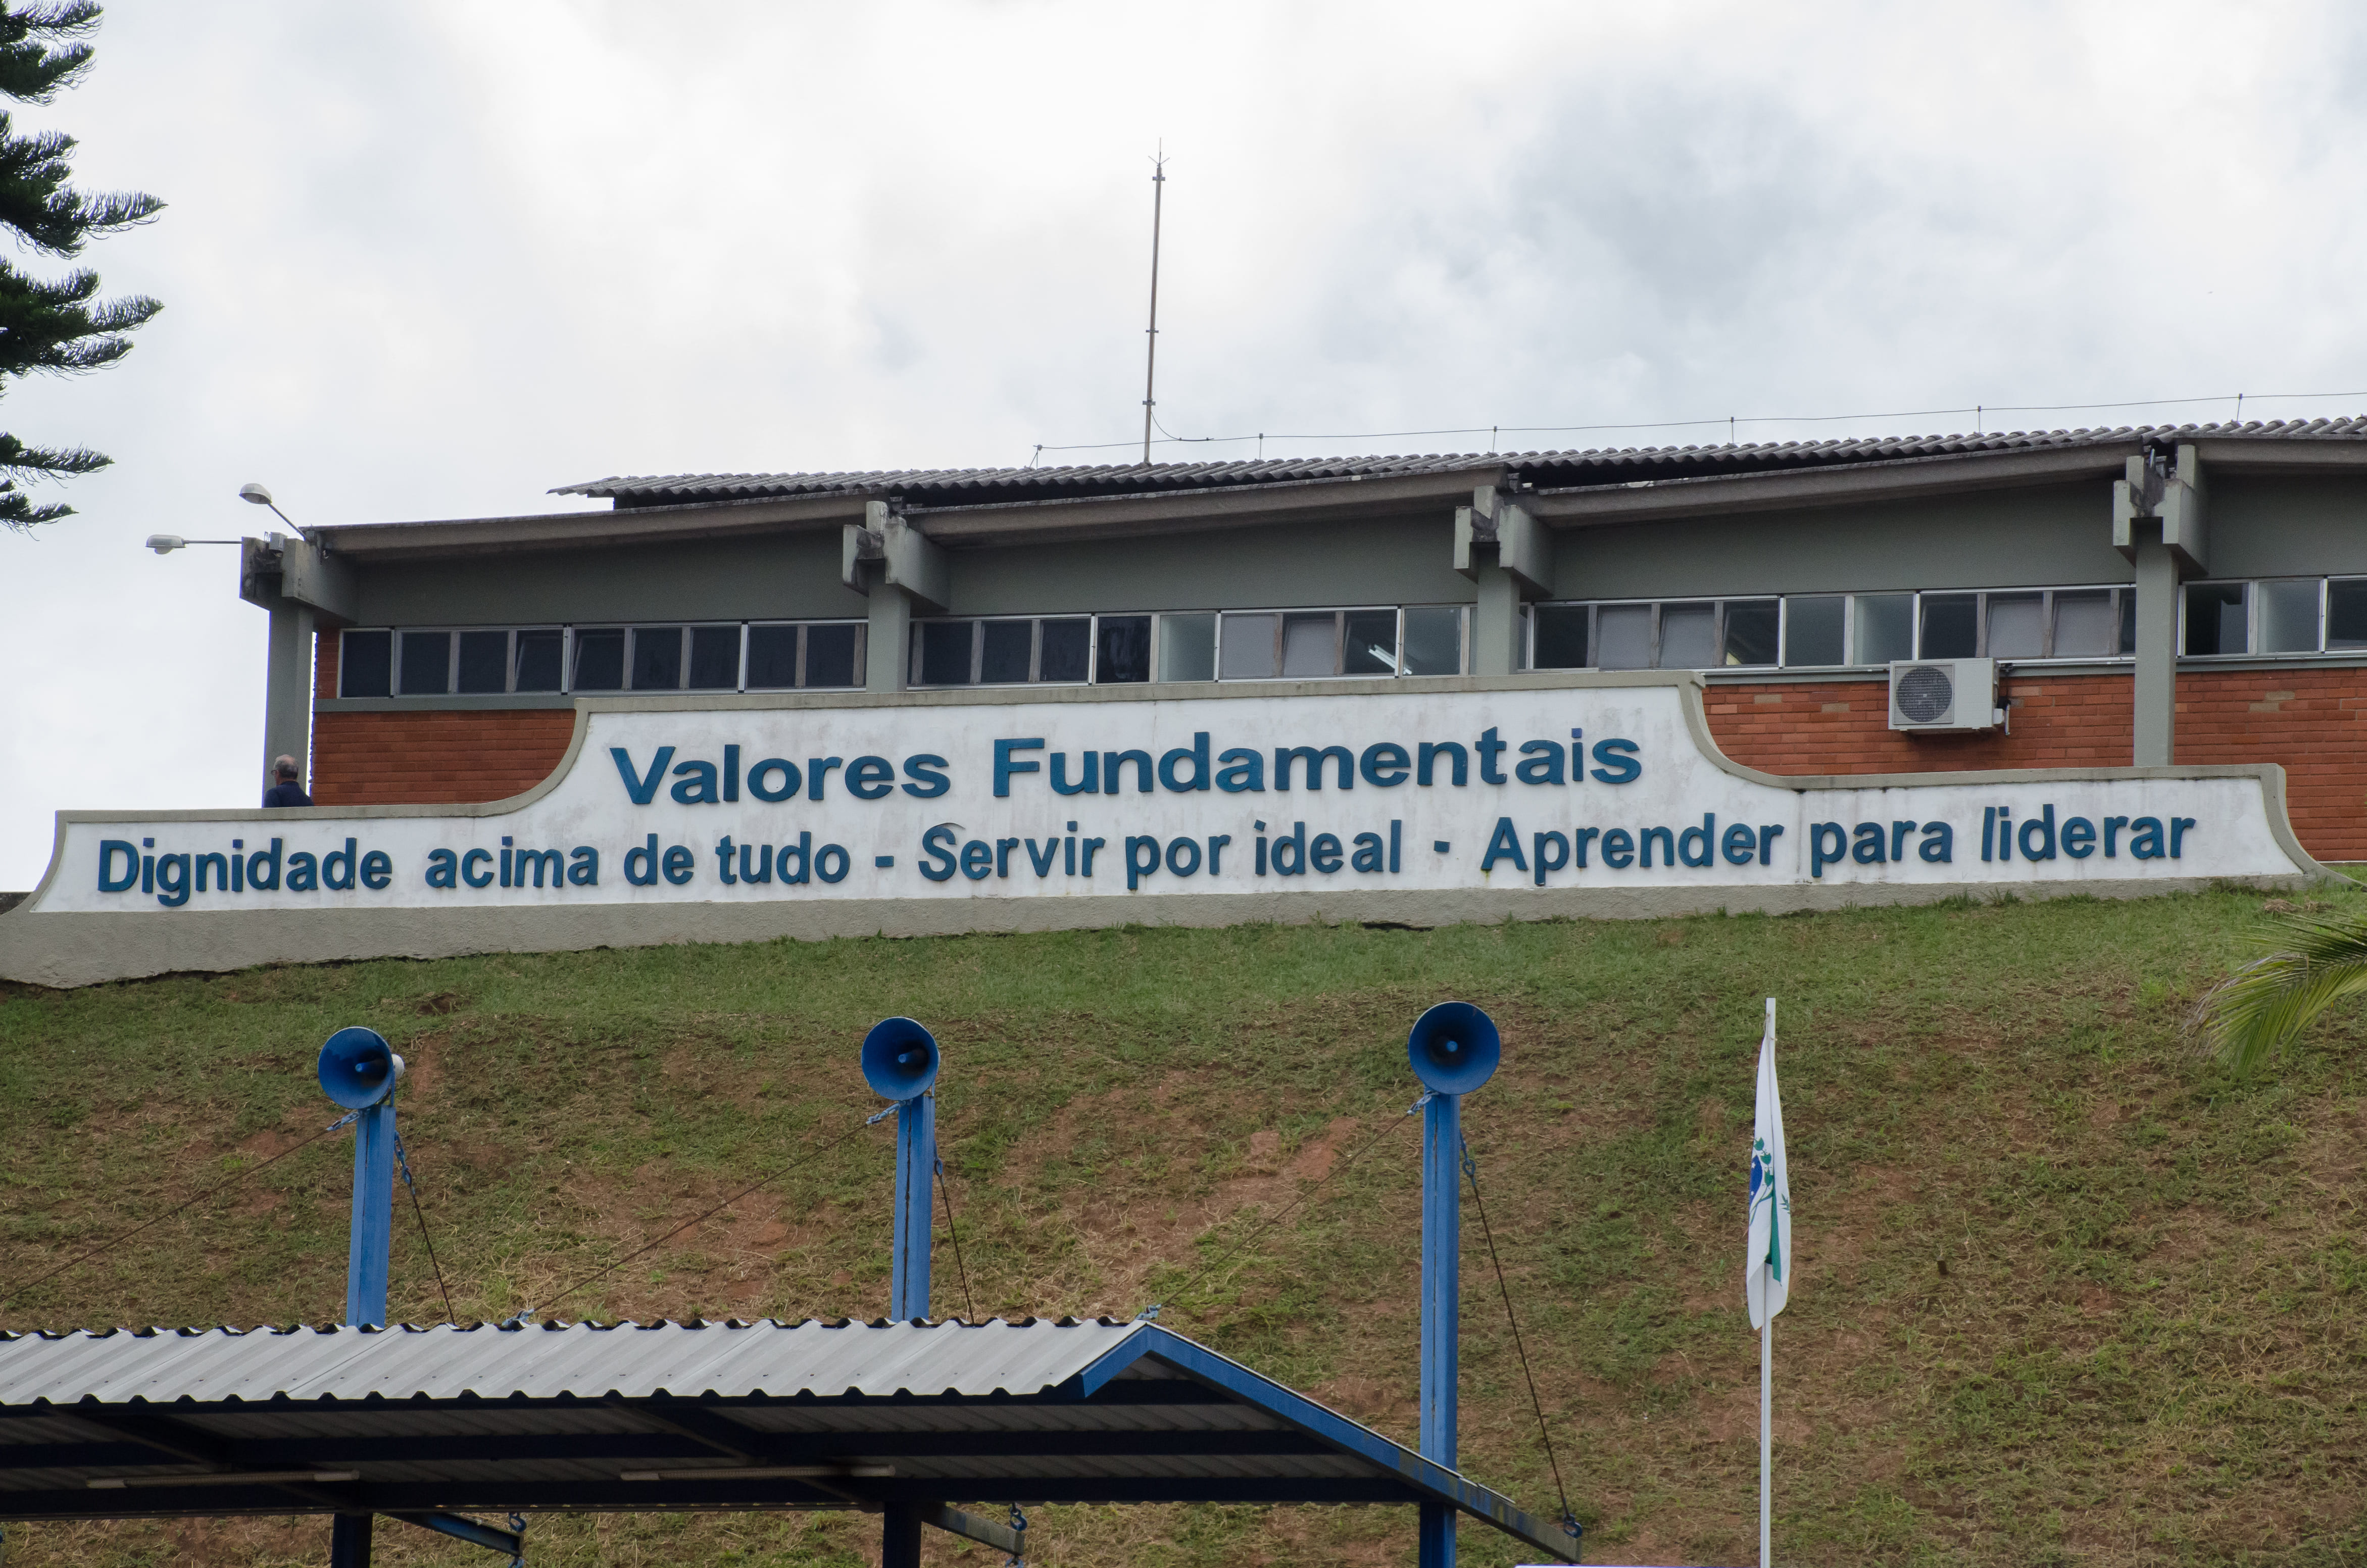 Valores Fundamentais
Dignidade acima de tudo - Servir por ideal - Aprender para liderar